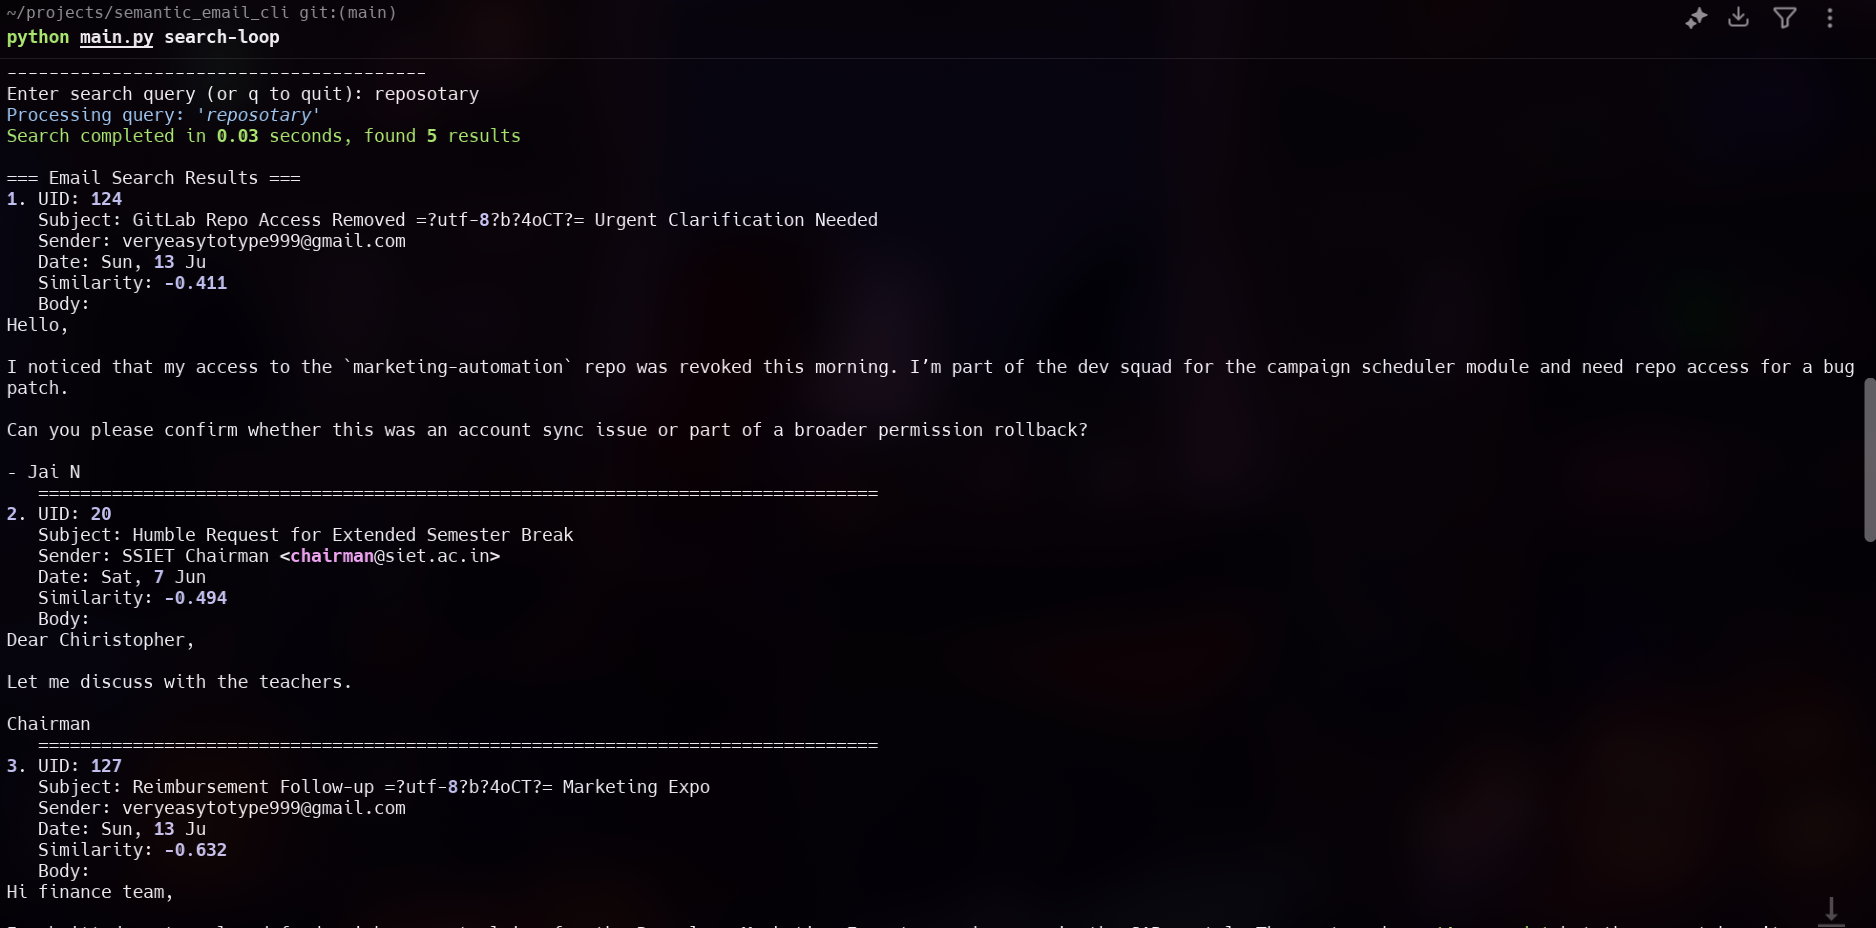 ~/projects/semantic_email_cli git:(main)
python main.py search-loop
----------------------------------------
Enter search query (or q to quit): reposotary
Processing query: 'reposotary'
Search completed in 0.03 seconds, found 5 results
=== Email Search Results ===
1. UID: 124
Subject: GitLab Repo Access Removed =?utf-8?b?4oCT?= Urgent Clarification Needed
Sender: veryeasytotype999@gmail.com
Date: Sun, 13 Ju
Similarity: -0.411
Body:
Hello,
I noticed that my access to the `marketing-automation` repo was revoked this morning. I’m part of the dev squad for the campaign scheduler module and need repo access for a bug
patch.
Can you please confirm whether this was an account sync issue or part of a broader permission rollback?
- Jai N
================================================================================
2. UID: 20
Subject: Humble Request for Extended Semester Break
Sender: SSIET Chairman <chairman@siet.ac.in>
Date: Sat, 7 Jun
Similarity: -0.494
Body:
Dear Chiristopher,
Let me discuss with the teachers.
Chairman
================================================================================
3. UID: 127
Subject: Reimbursement Follow-up =?utf-8?b?4oCT?= Marketing Expo
Sender: veryeasytotype999@gmail.com
Date: Sun, 13 Ju
Similarity: -0.632
Body:
Hi finance team,